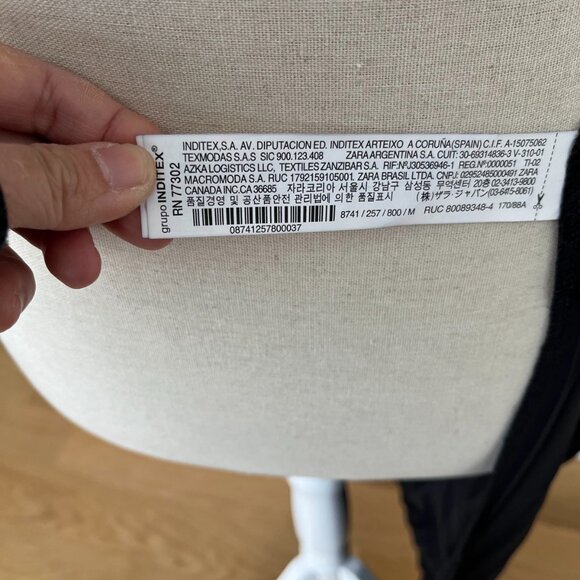 grupo INDITEX®
RN 77302
INDITEX,S.A. AV. DIPUTACION ED. INDITEX ARTEIXO A CORUÑA(SPAIN) C.I.F. A-15075062
TEXMODAS S.A.S SIC 900.123.408 ZARA ARGENTINA S.A. CUIT: 30-69314836-3 V-310-01
AZKA LOGISTICS LLC, TEXTILES ZANZIBAR S.A. RIF:NºJ30536946-1 REG.Nº0000051 TI-02
MACROMODA S.A. RUC 1792159105001. ZARA BRASIL LTDA. CNPJ: 02952485000491 ZARA
CANADA INC.CA 36685 자라코리아 서울시 강남구 삼성동 무역센터 20층 02-3413-9800
품질경영 및 공산품안전 관리법에 의한 품질표시 (株)ザラ・ジャパン(03-6415-8061)
8741 / 257 / 800 / M RUC 80089348-4 170/88A
08741257800037